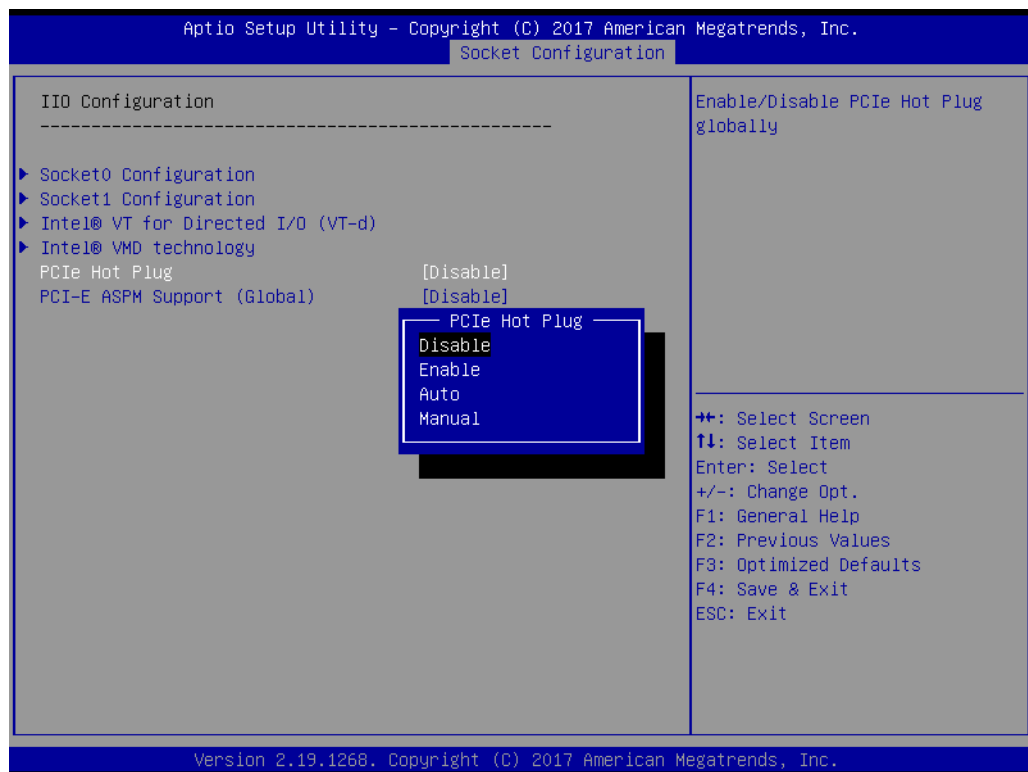 Aptio Setup Utility – Copyright (C) 2017 American Megatrends, Inc.
Socket Configuration
IIO Configuration
--------------------------------------------------
Socket0 Configuration
Socket1 Configuration
Intel® VT for Directed I/O (VT-d)
Intel® VMD technology
PCIe Hot Plug [Disable]
PCI-E ASPM Support (Global) [Disable]
PCIe Hot Plug
Disable
Enable
Auto
Manual
Enable/Disable PCIe Hot Plug
globally
→←: Select Screen
↑↓: Select Item
Enter: Select
+/-: Change Opt.
F1: General Help
F2: Previous Values
F3: Optimized Defaults
F4: Save & Exit
ESC: Exit
Version 2.19.1268. Copyright (C) 2017 American Megatrends, Inc.